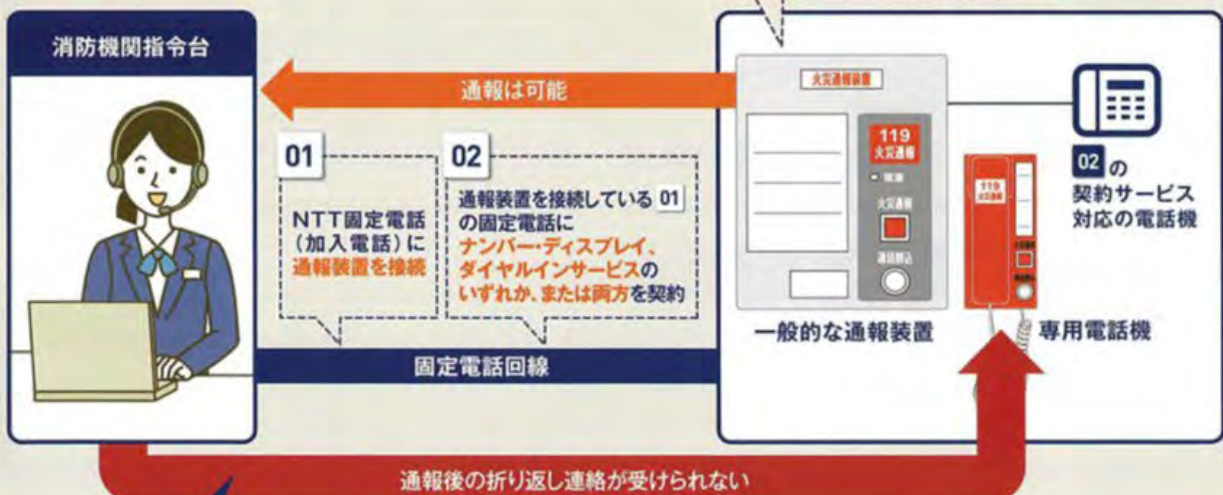 消防機関指令台
通報は可能
01
NTT固定電話
(加入電話)に
通報装置を接続
02
通報装置を接続している 01
の固定電話に
ナンバー・ディスプレイ、
ダイヤルインサービスの
いずれか、または両方を契約
固定電話回線
火災通報装置
119
火災通報
火災通報
119
火災通報
02 の
契約サービス
対応の電話機
一般的な通報装置
専用電話機
通報後の折り返し連絡が受けられない